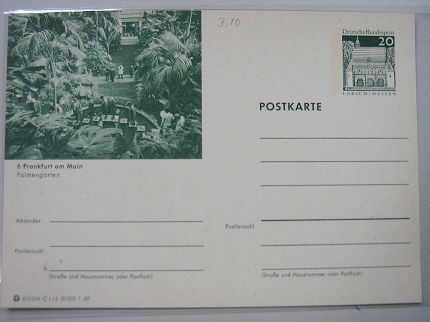 3.10
Deutsche Bundespost
20
LORSCH/HESSEN
POSTKARTE
6 Frankfurt am Main
Palmengarten
Absender:
Postleitzahl
Postleitzahl
(Straße und Hausnummer oder Postfach)
(Straße und Hausnummer oder Postfach)